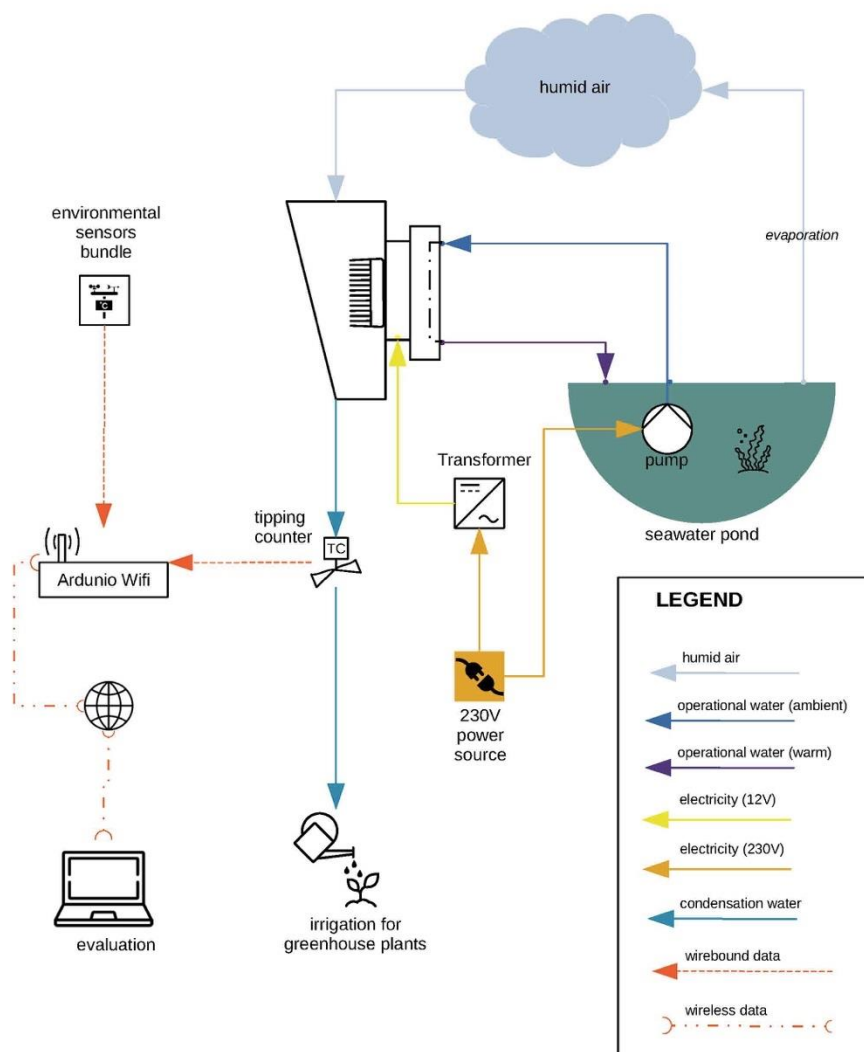 humid air
environmental
sensors
bundle
°C
evaporation
Transformer
pump
seawater pond
tipping
counter
TC
Ardunio Wifi
230V
power
source
evaluation
irrigation for
greenhouse plants
LEGEND
humid air
operational water (ambient)
operational water (warm)
electricity (12V)
electricity (230V)
condensation water
wirebound data
wireless data